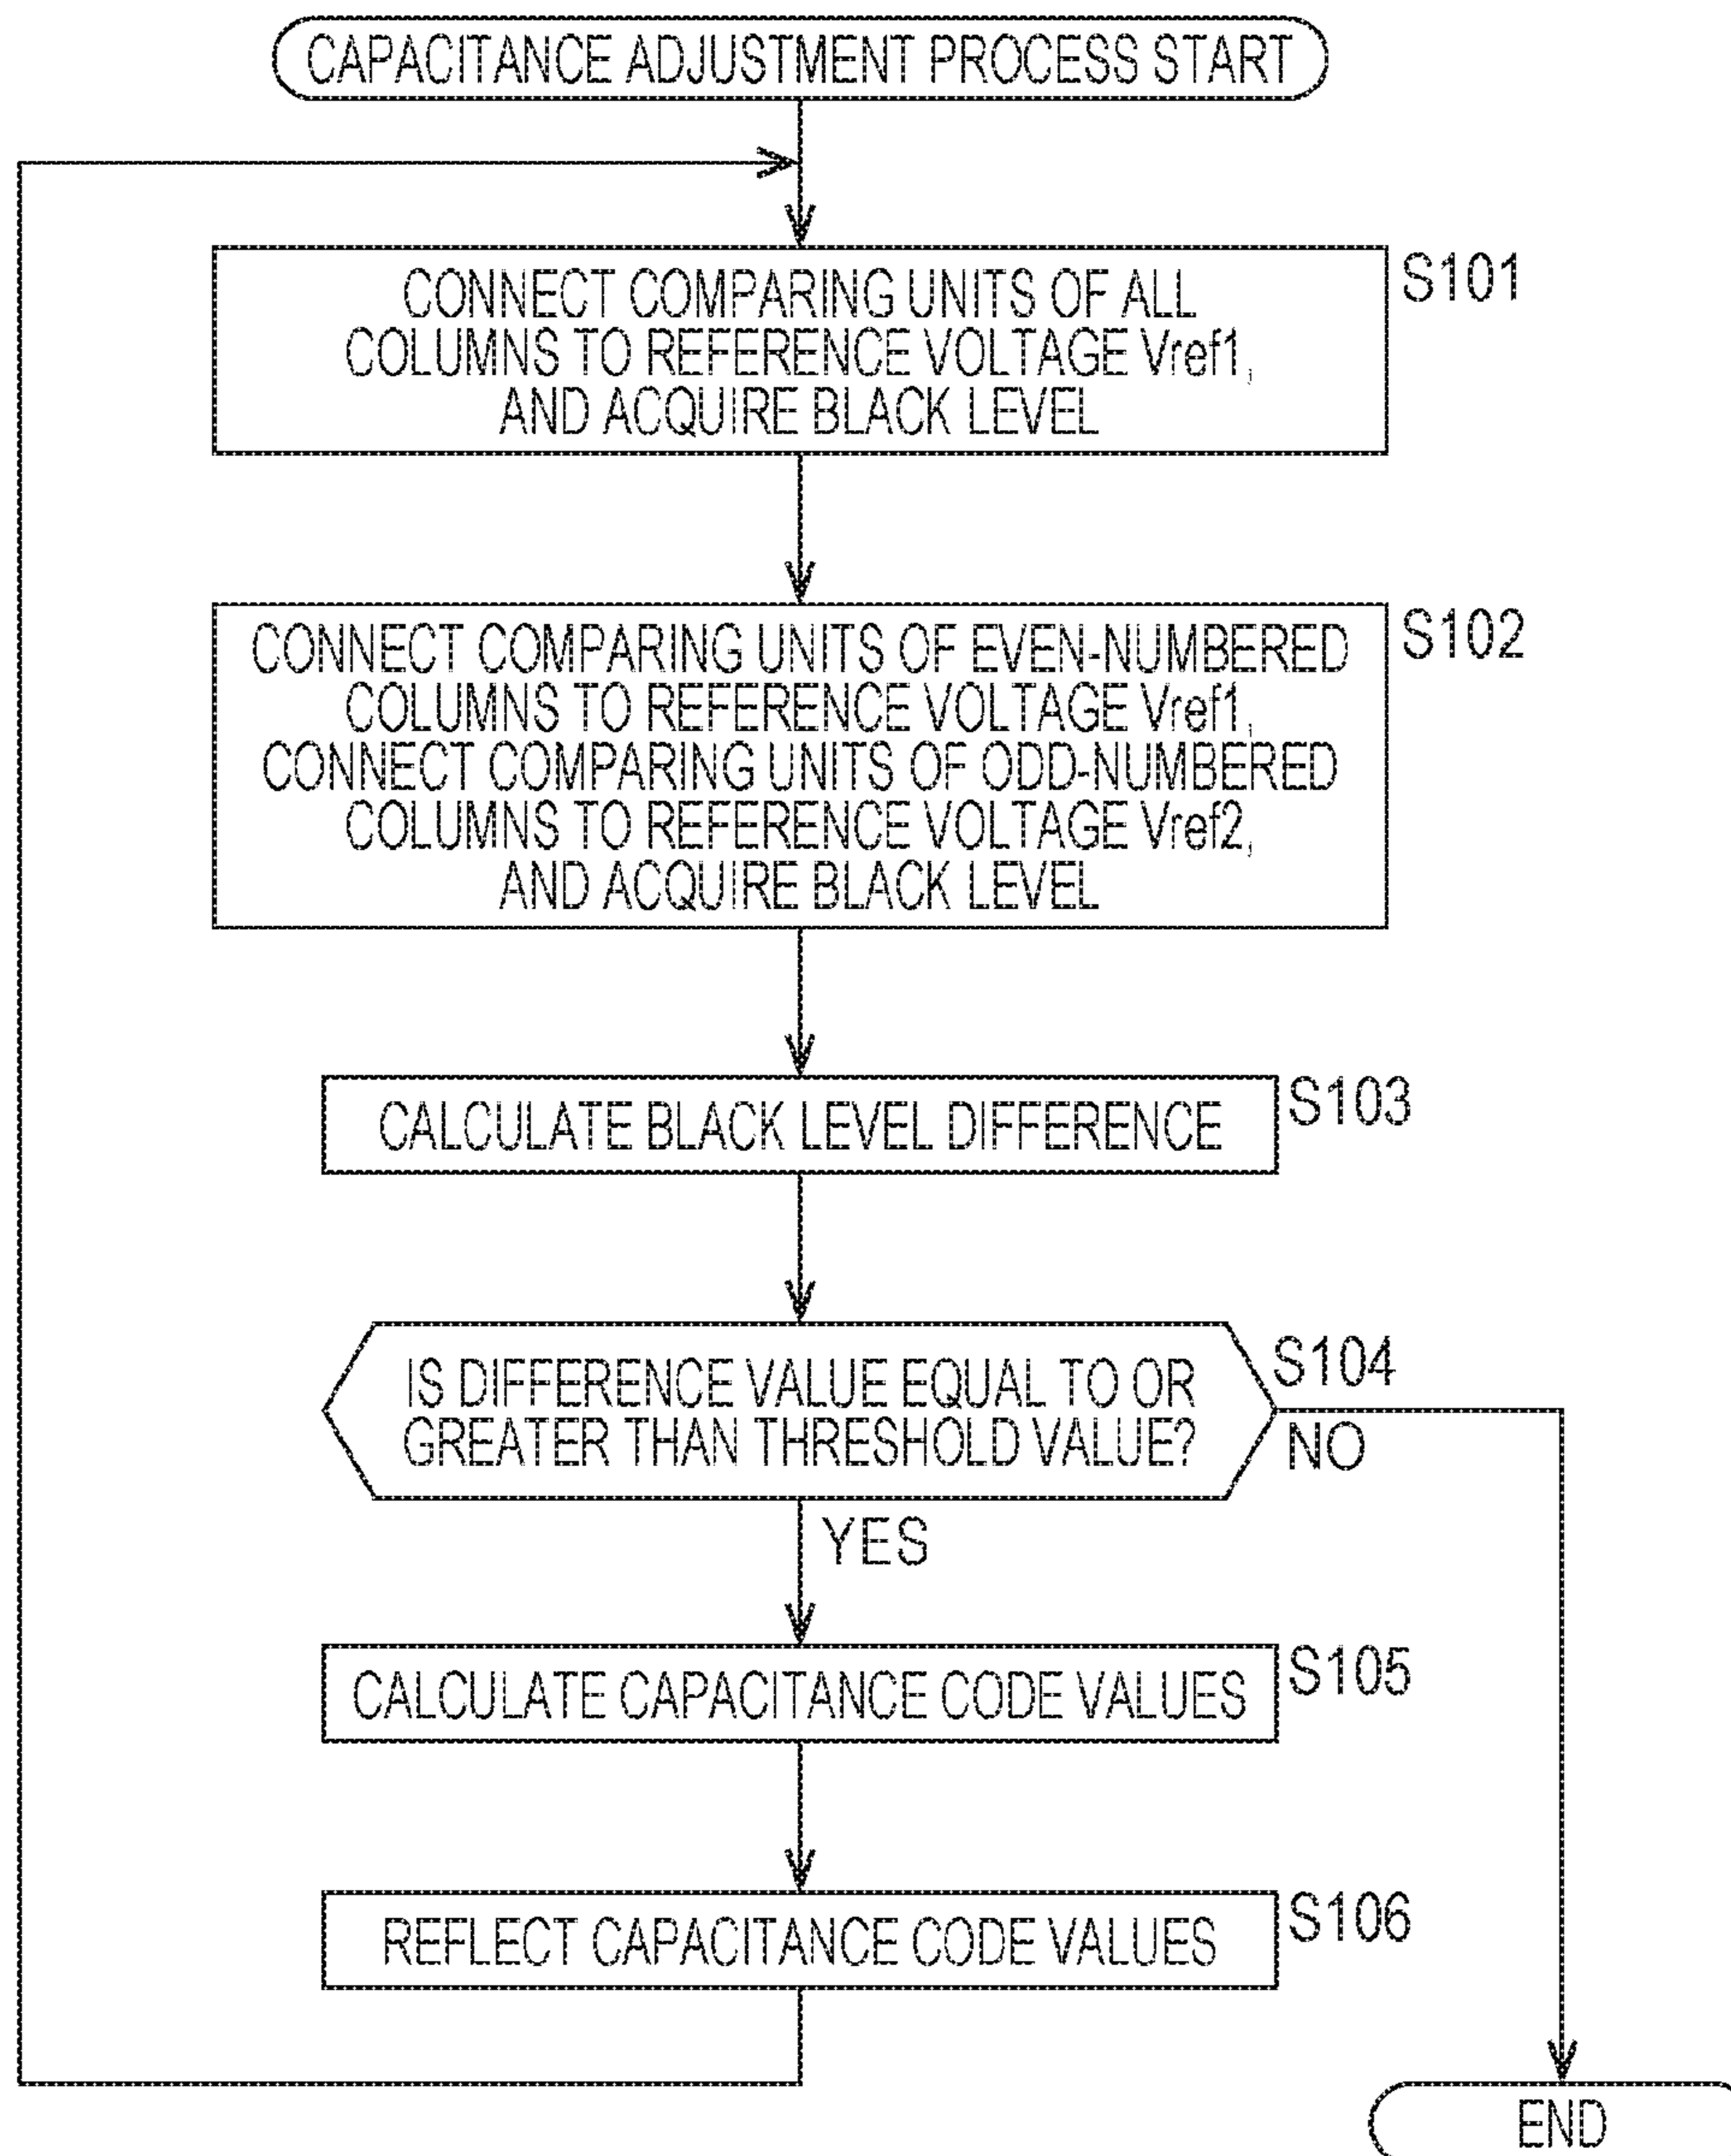 CAPACITANCE ADJUSTMENT PROCESS START
CONNECT COMPARING UNITS OF ALL
COLUMNS TO REFERENCE VOLTAGE Vref1,
AND ACQUIRE BLACK LEVEL
S101
CONNECT COMPARING UNITS OF EVEN-NUMBERED
COLUMNS TO REFERENCE VOLTAGE Vref1,
CONNECT COMPARING UNITS OF ODD-NUMBERED
COLUMNS TO REFERENCE VOLTAGE Vref2,
AND ACQUIRE BLACK LEVEL
S102
CALCULATE BLACK LEVEL DIFFERENCE
S103
IS DIFFERENCE VALUE EQUAL TO OR
GREATER THAN THRESHOLD VALUE?
S104
NO
YES
CALCULATE CAPACITANCE CODE VALUES
S105
REFLECT CAPACITANCE CODE VALUES
S106
END